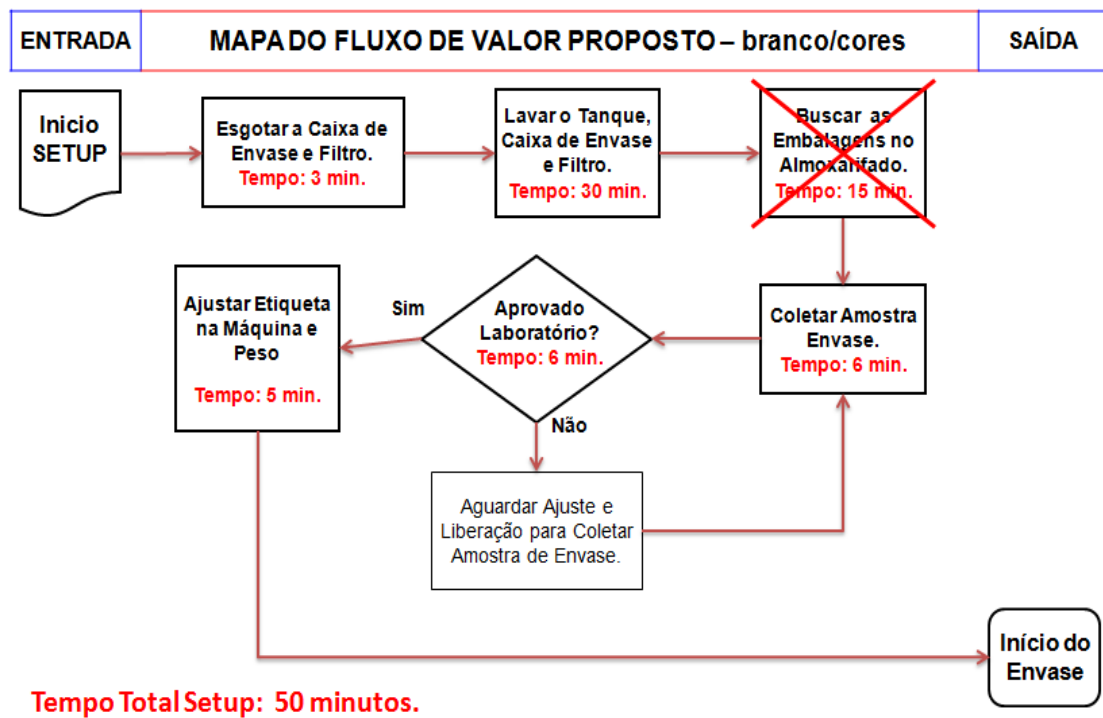 ENTRADA
MAPA DO FLUXO DE VALOR PROPOSTO – branco/cores
SAÍDA
Inicio
SETUP
Esgotar a Caixa de
Envase e Filtro.
Tempo: 3 min.
Lavar o Tanque,
Caixa de Envase
e Filtro.
Tempo: 30 min.
Buscar as
Embalagens no
Almoxarifado.
Tempo: 15 min.
Ajustar Etiqueta
na Máquina e
Peso
Tempo: 5 min.
Sim
Aprovado
Laboratório?
Tempo: 6 min.
Coletar Amostra
Envase.
Tempo: 6 min.
Não
Aguardar Ajuste e
Liberação para Coletar
Amostra de Envase.
Início do
Envase
Tempo Total Setup: 50 minutos.